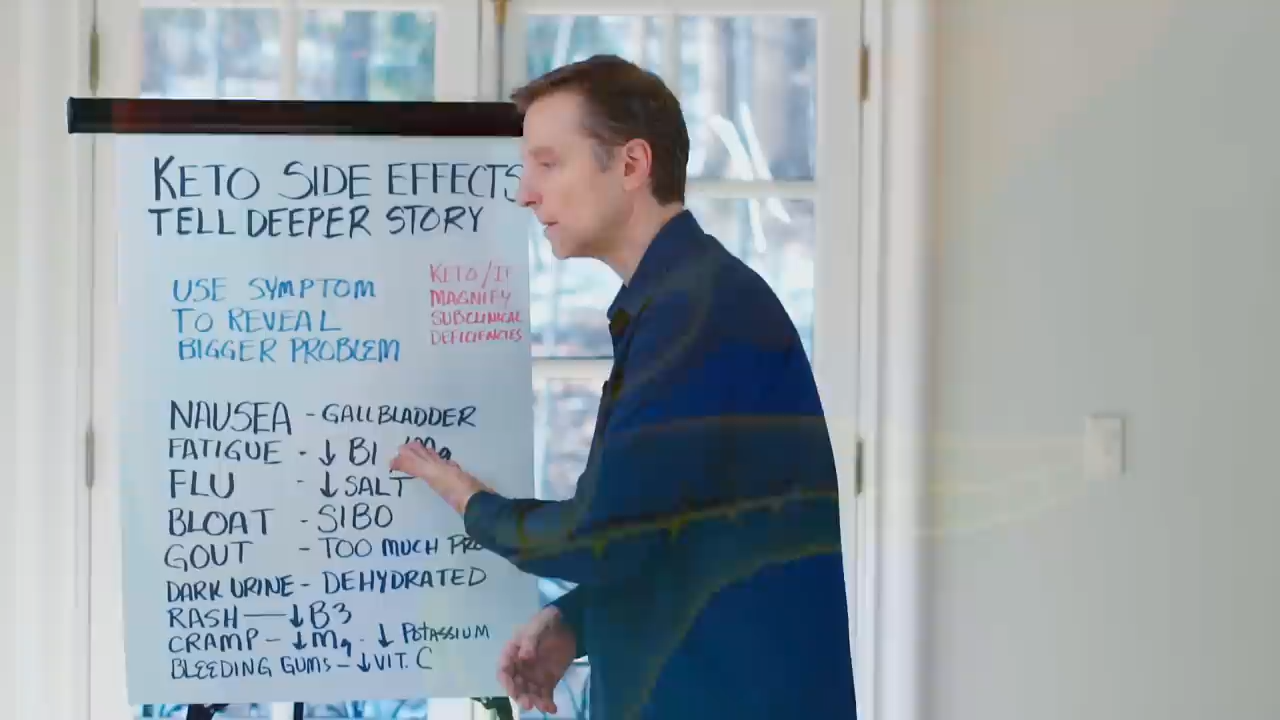 KETO SIDE EFFECTS
TELL DEEPER STORY
USE SYMPTOM
TO REVEAL
BIGGER PROBLEM
KETO/IF
MAGNIFY
SUBCLINICAL
DEFICIENCIES
NAUSEA - GALLBLADDER
FATIGUE - ↓ B1 Mg
FLU - ↓ SALT
BLOAT - SIBO
GOUT - TOO MUCH
DARK URINE - DEHYDRATED
RASH — ↓ B3
CRAMP - ↓ Mg - ↓ POTASSIUM
BLEEDING GUMS - ↓ VIT. C